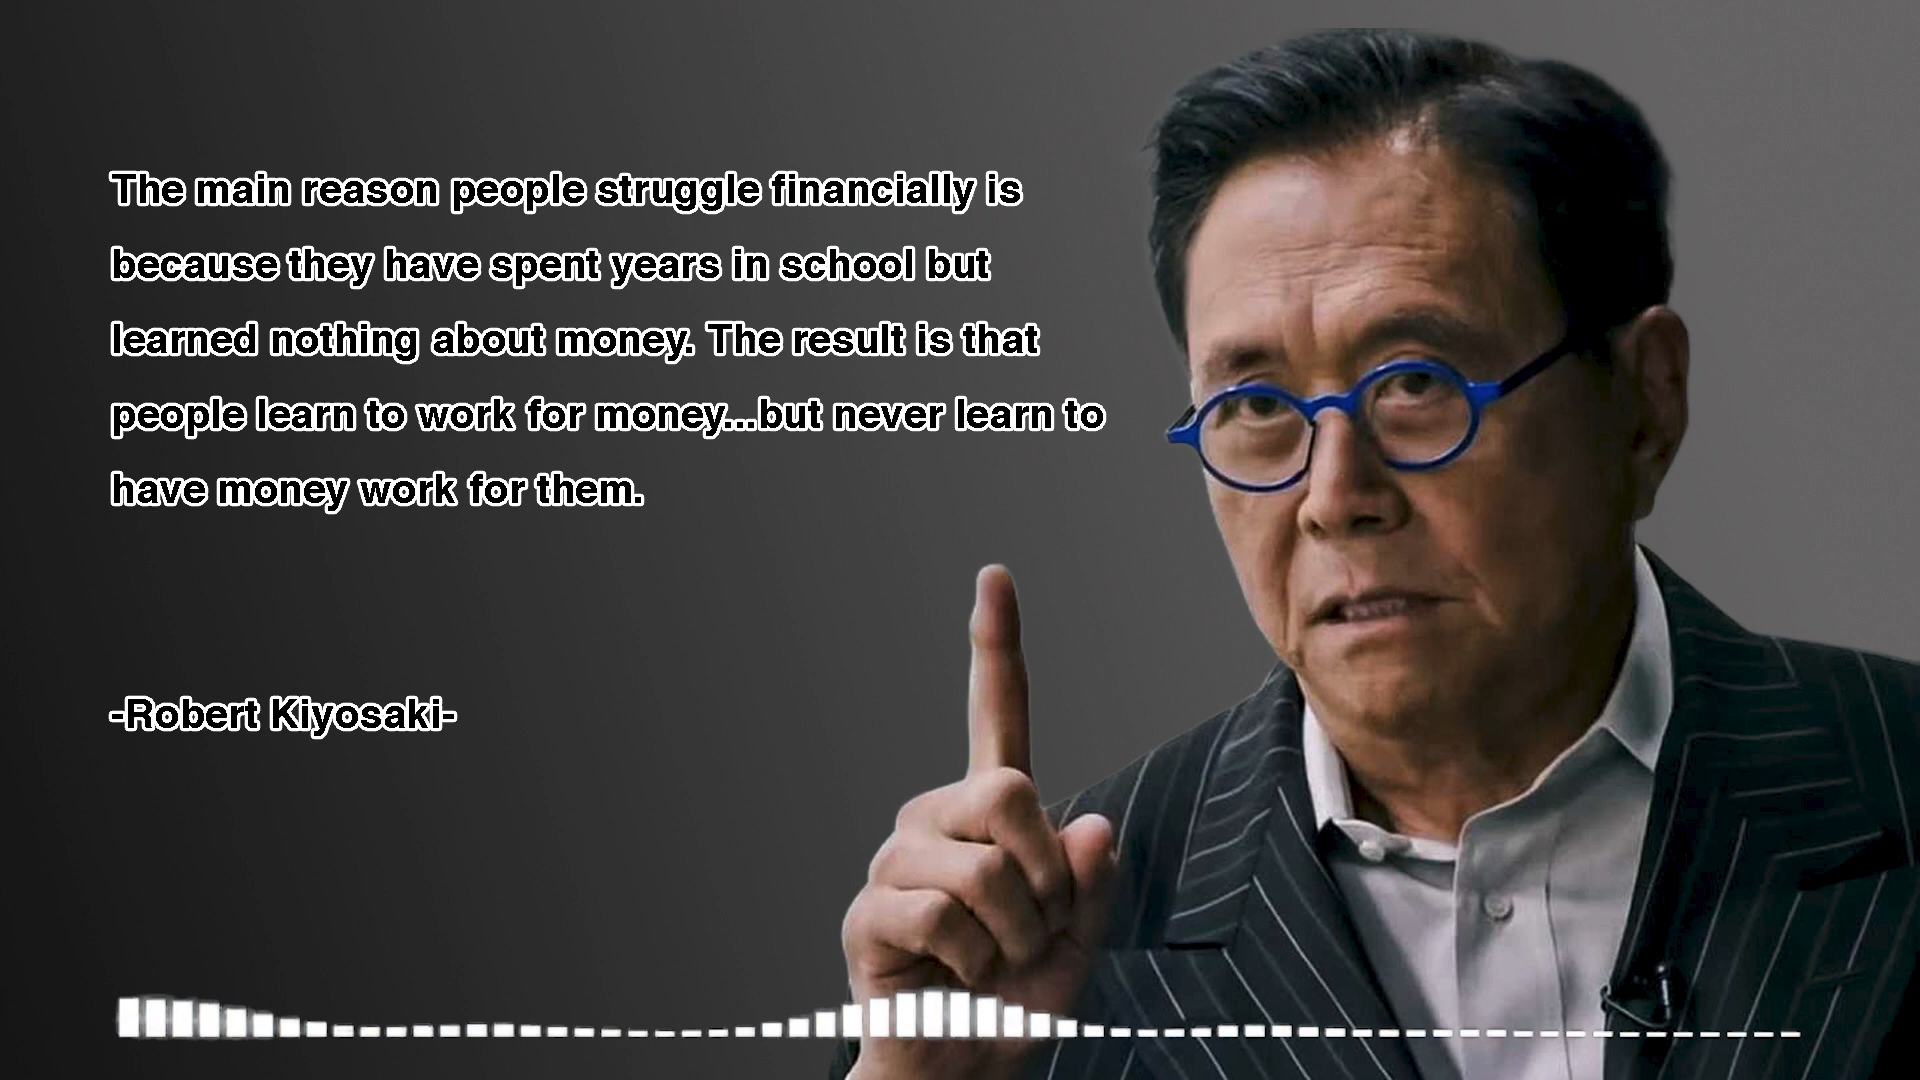 The main reason people struggle financially is
because they have spent years in school but
learned nothing about money. The result is that
people learn to work for money...but never learn to
have money work for them.
-Robert Kiyosaki-